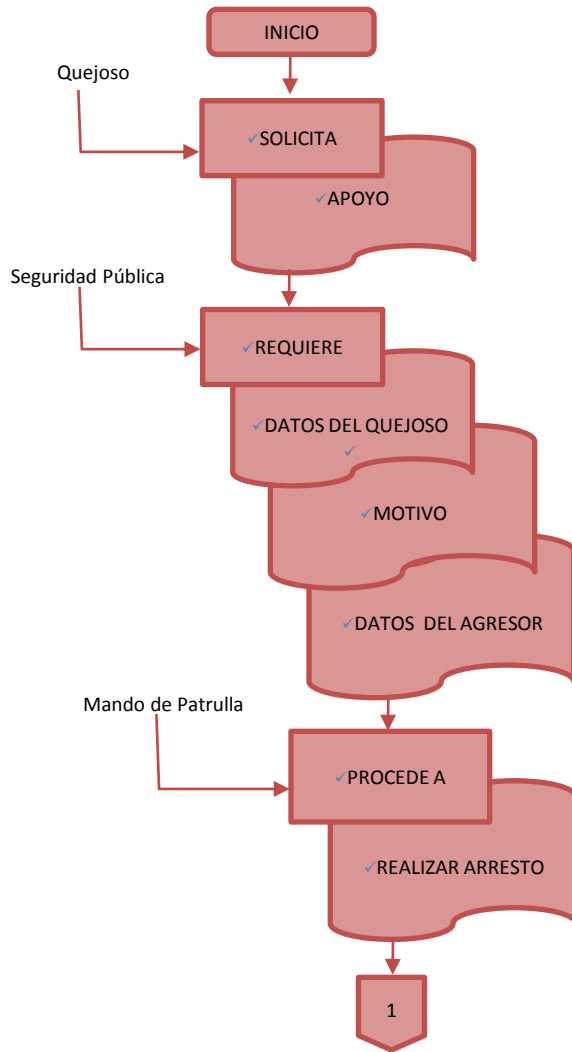 INICIO
Quejoso
✓SOLICITA
✓APOYO
Seguridad Pública
✓REQUIERE
✓DATOS DEL QUEJOSO
✓
✓MOTIVO
✓DATOS DEL AGRESOR
Mando de Patrulla
✓PROCEDE A
✓REALIZAR ARRESTO
1